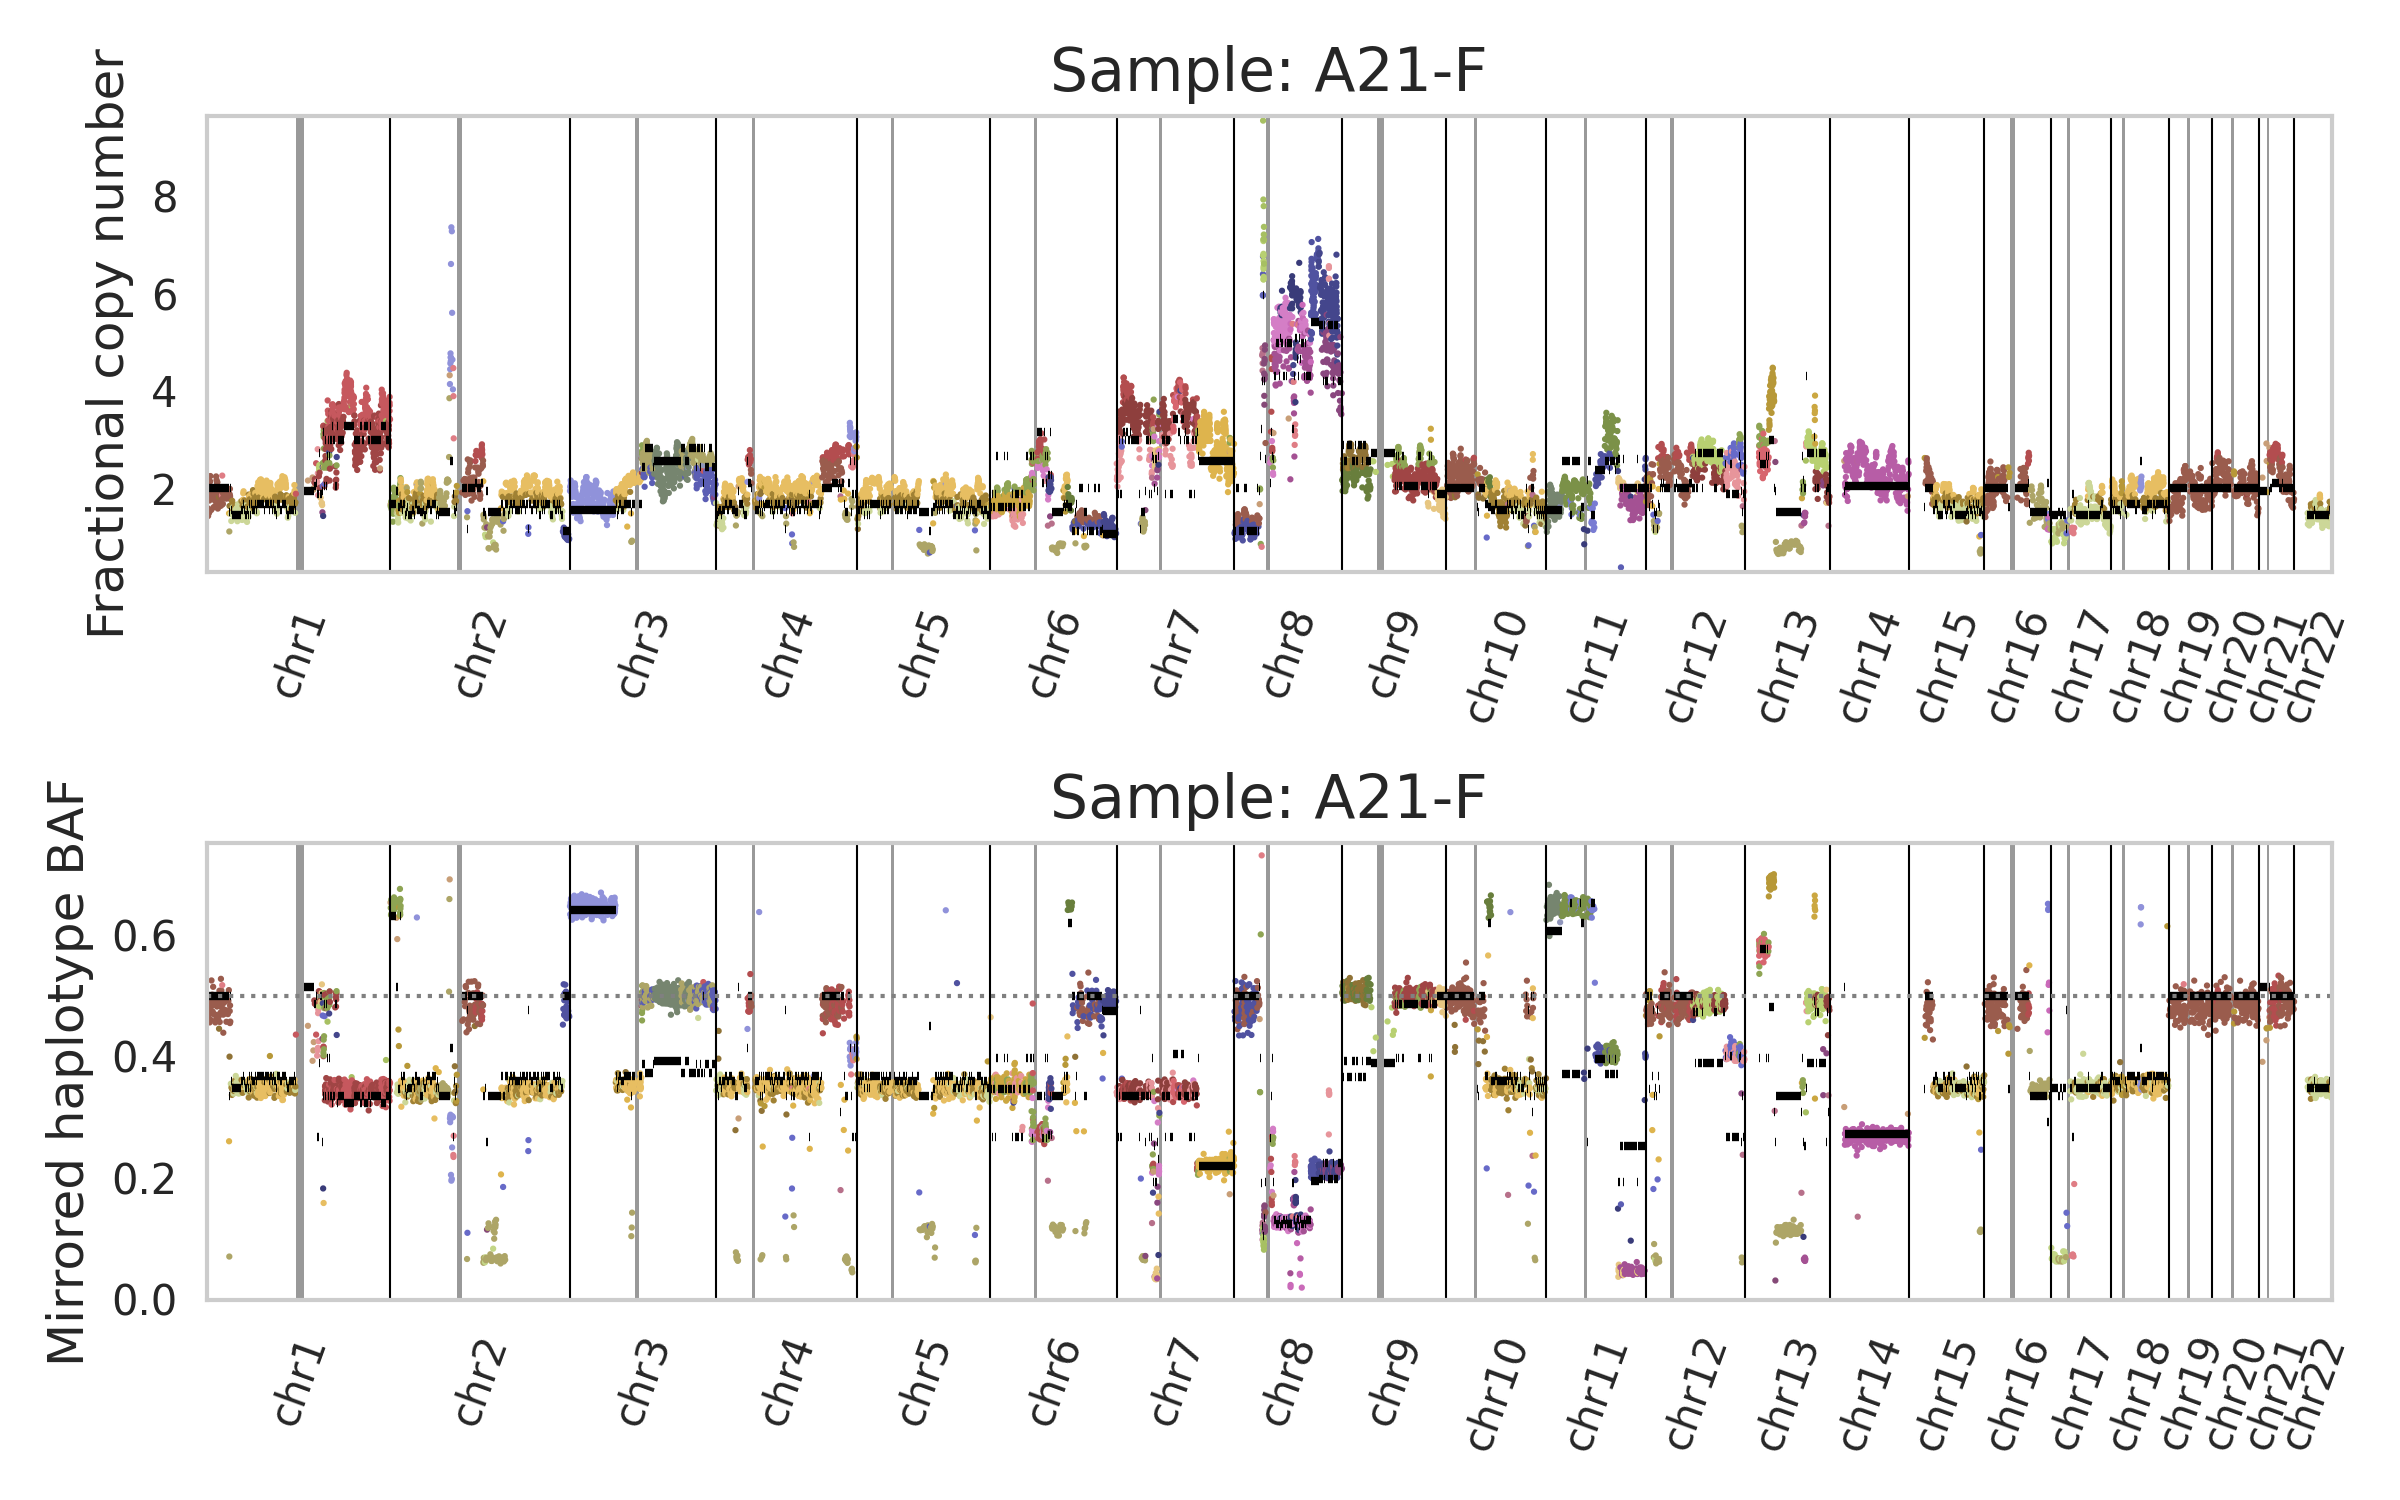 Sample: A21-F
Fractional copy number
8
6
4
2
chr1 chr2 chr3 chr4 chr5 chr6 chr7 chr8 chr9 chr10 chr11 chr12 chr13 chr14 chr15 chr16 chr17 chr18 chr19 chr20 chr21 chr22
Sample: A21-F
Mirrored haplotype BAF
0.6
0.4
0.2
0.0
chr1 chr2 chr3 chr4 chr5 chr6 chr7 chr8 chr9 chr10 chr11 chr12 chr13 chr14 chr15 chr16 chr17 chr18 chr19 chr20 chr21 chr22